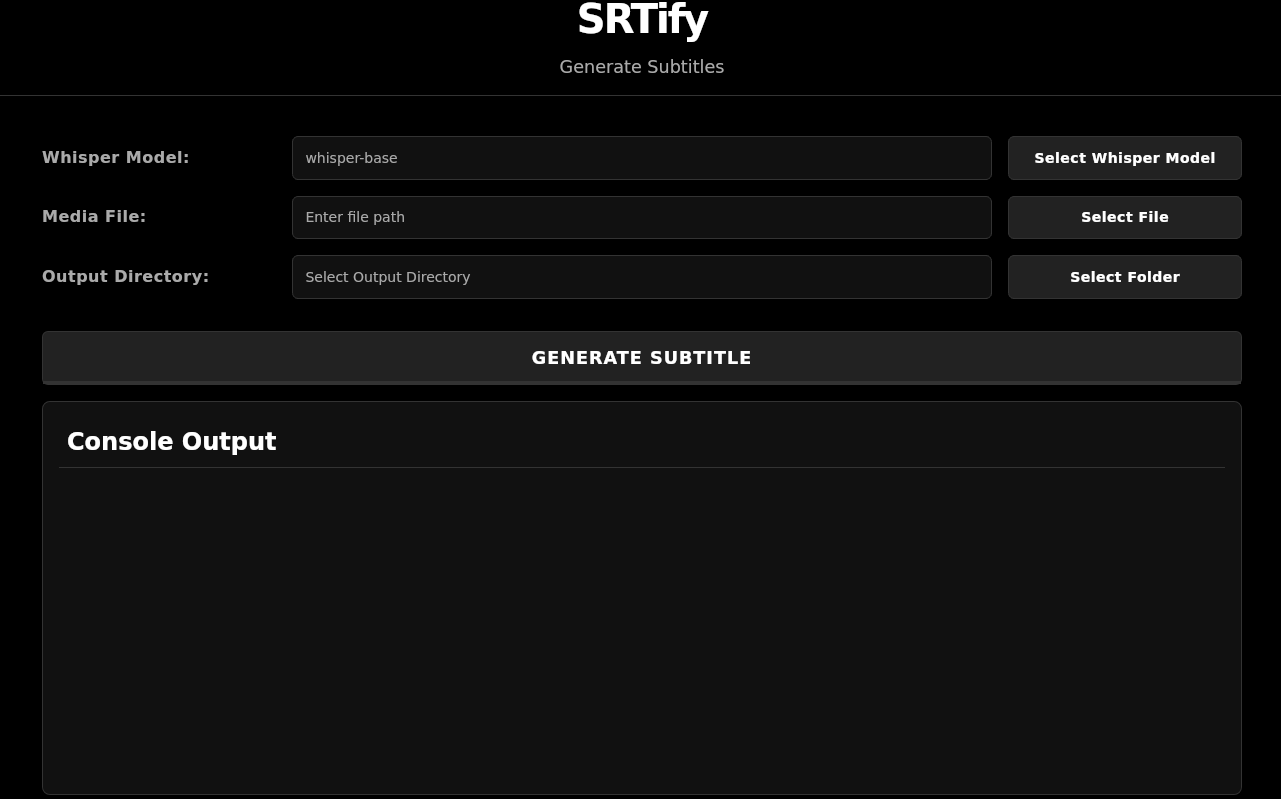 SRTify
Generate Subtitles
Whisper Model:
whisper-base
Select Whisper Model
Media File:
Enter file path
Select File
Output Directory:
Select Output Directory
Select Folder
GENERATE SUBTITLE
Console Output